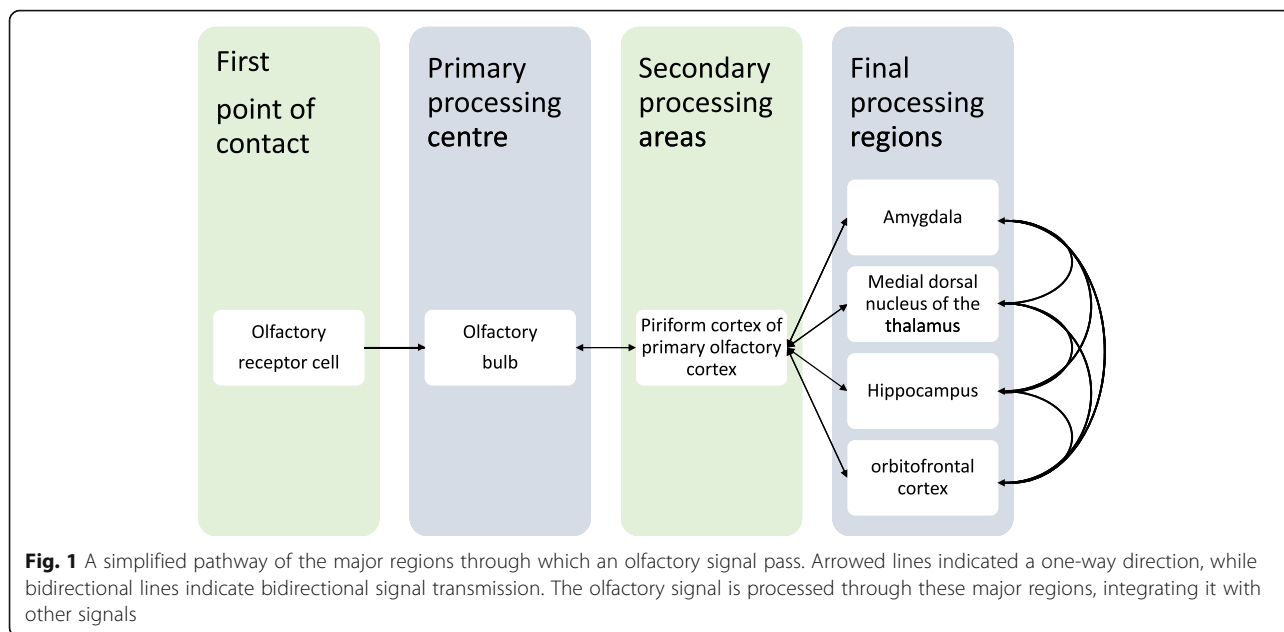 First
point of
contact
Primary
processing
centre
Secondary
processing
areas
Final
processing
regions
Olfactory
receptor cell
Olfactory
bulb
Piriform cortex of
primary olfactory
cortex
Amygdala
Medial dorsal
nucleus of the
thalamus
Hippocampus
orbitofrontal
cortex
Fig. 1 A simplified pathway of the major regions through which an olfactory signal pass. Arrowed lines indicated a one-way direction, while
bidirectional lines indicate bidirectional signal transmission. The olfactory signal is processed through these major regions, integrating it with
other signals